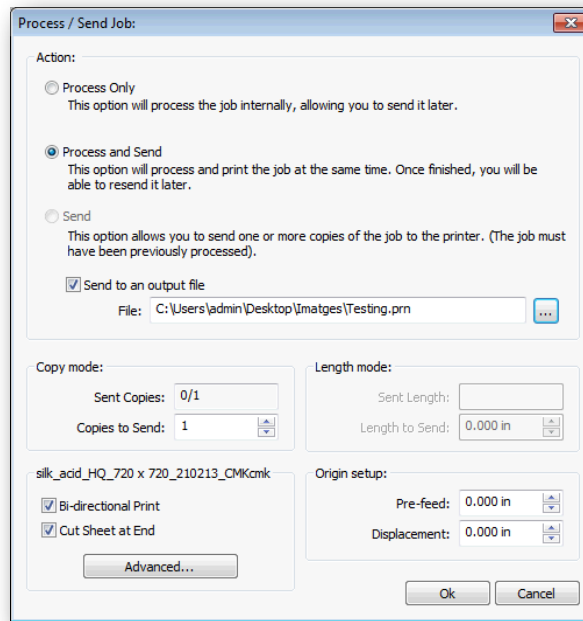 Process / Send Job:
Action:
Process Only
This option will process the job internally, allowing you to send it later.
Process and Send
This option will process and print the job at the same time. Once finished, you will be
able to resend it later.
Send
This option allows you to send one or more copies of the job to the printer. (The job must
have been previously processed).
Send to an output file
File: C:\Users\admin\Desktop\Imatges\Testing.prn ...
Copy mode:
Sent Copies: 0/1
Copies to Send: 1
Length mode:
Sent Length:
Length to Send: 0.000 in
silk_acid_HQ_720 x 720_210213_CMKcmk
Bi-directional Print
Cut Sheet at End
Advanced...
Origin setup:
Pre-feed: 0.000 in
Displacement: 0.000 in
Ok Cancel